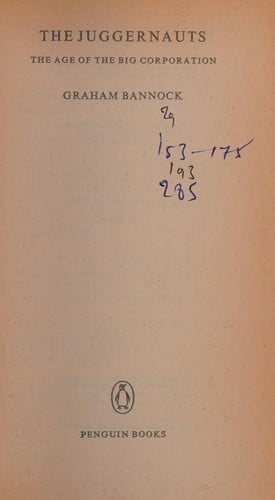 THE JUGGERNAUTS
THE AGE OF THE BIG CORPORATION
GRAHAM BANNOCK
153–175
193
285
PENGUIN BOOKS